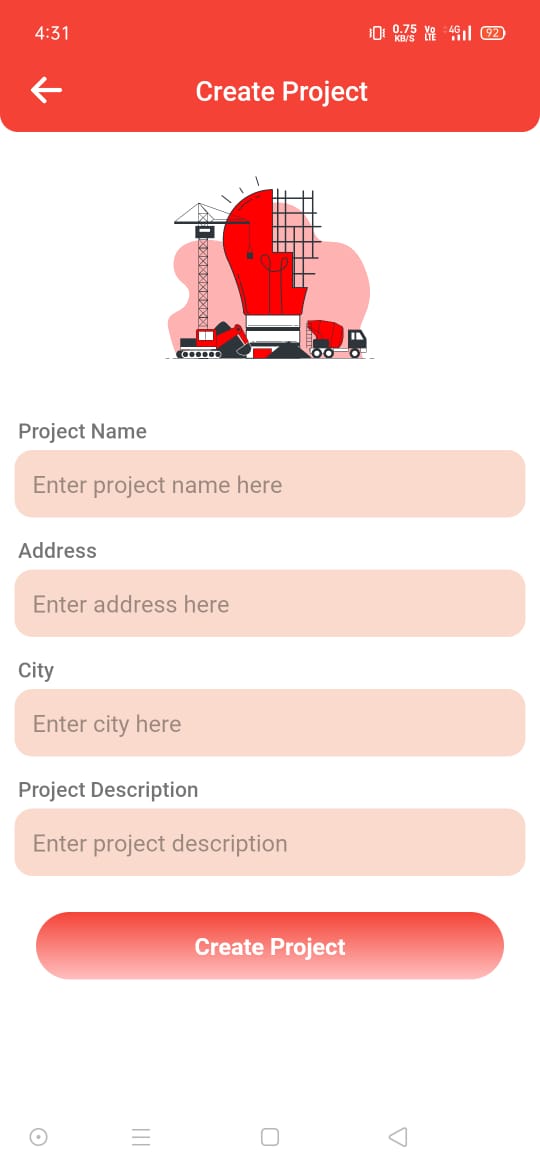 4:31
0.75 KB/S Vo LTE 4G 92
Create Project
Project Name
Enter project name here
Address
Enter address here
City
Enter city here
Project Description
Enter project description
Create Project